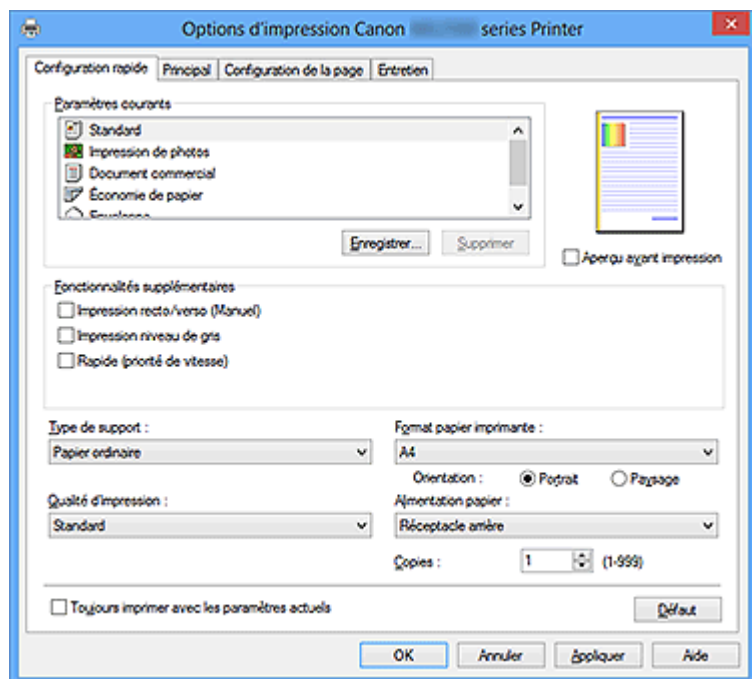 Options d'impression Canon series Printer
Configuration rapide Principal Configuration de la page Entretien
Paramètres courants
Standard
Impression de photos
Document commercial
Économie de papier
Enregistrer... Supprimer
Aperçu avant impression
Fonctionnalités supplémentaires
Impression recto/verso (Manuel)
Impression niveau de gris
Rapide (priorité de vitesse)
Type de support : Format papier imprimante :
Papier ordinaire A4
Orientation : Portrait Paysage
Qualité d'impression : Alimentation papier :
Standard Réceptacle arrière
Copies : 1 (1-999)
Toujours imprimer avec les paramètres actuels Défaut
OK Annuler Appliquer Aide